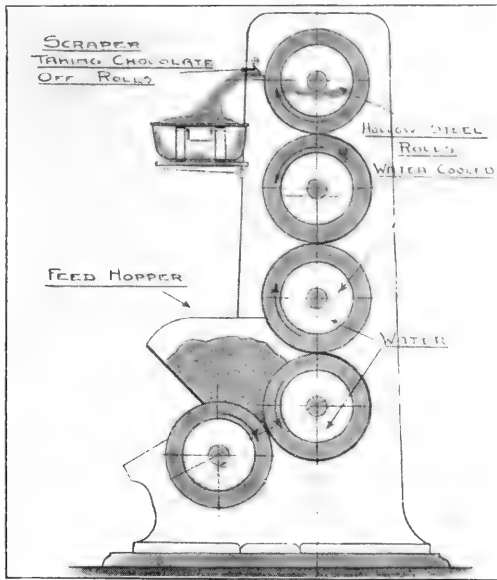 SCRAPER
TAKING CHOCOLATE
OFF ROLLS
HOLLOW STEEL
ROLLS
WATER COOLED
FEED HOPPER
WATER